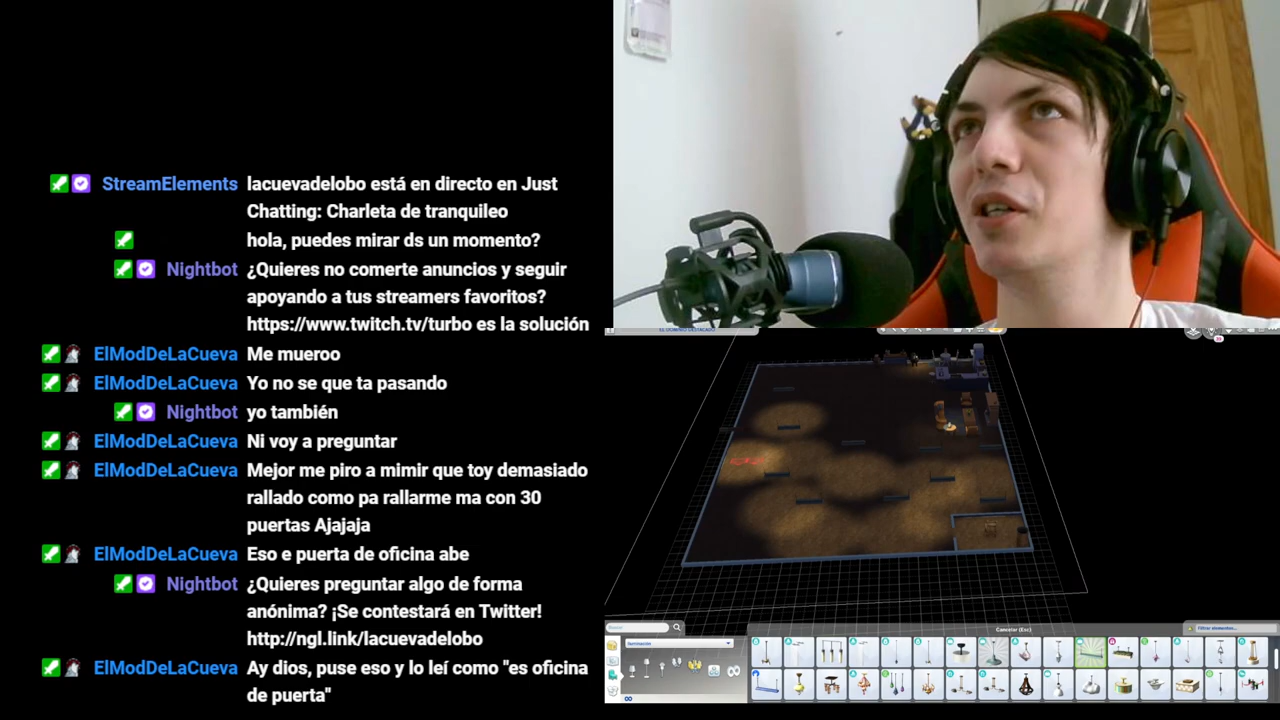 StreamElements lacuevadelobo está en directo en Just
Chatting: Charleta de tranquileo
hola, puedes mirar ds un momento?
Nightbot ¿Quieres no comerte anuncios y seguir
apoyando a tus streamers favoritos?
https://www.twitch.tv/turbo es la solución
ElModDeLaCueva Me mueroo
ElModDeLaCueva Yo no se que ta pasando
Nightbot yo también
ElModDeLaCueva Ni voy a preguntar
ElModDeLaCueva Mejor me piro a mimir que toy demasiado
rallado como pa rallarme ma con 30
puertas Ajajaja
ElModDeLaCueva Eso e puerta de oficina abe
Nightbot ¿Quieres preguntar algo de forma
anónima? ¡Se contestará en Twitter!
http://ngl.link/lacuevadelobo
ElModDeLaCueva Ay dios, puse eso y lo leí como "es oficina
de puerta"
Cancelar (Esc)
Filtrar elementos...
Iluminación